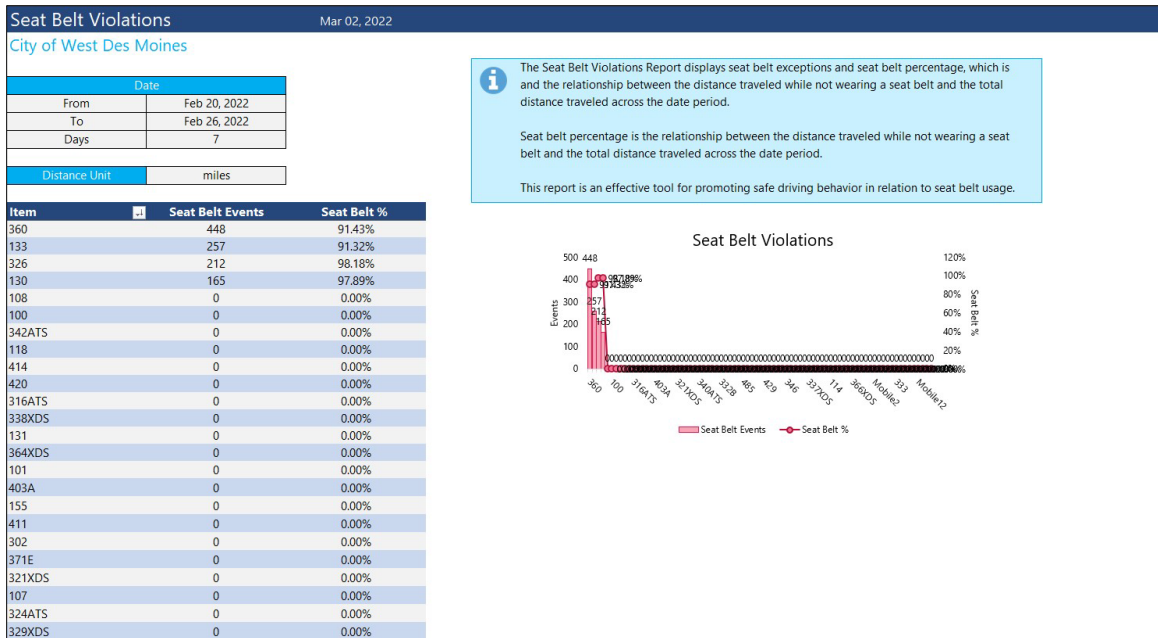 Seat Belt Violations Mar 02, 2022
City of West Des Moines
Date
From Feb 20, 2022
To Feb 26, 2022
Days 7
Distance Unit miles
The Seat Belt Violations Report displays seat belt exceptions and seat belt percentage, which is
and the relationship between the distance traveled while not wearing a seat belt and the total
distance traveled across the date period.
Seat belt percentage is the relationship between the distance traveled while not wearing a seat
belt and the total distance traveled across the date period.
This report is an effective tool for promoting safe driving behavior in relation to seat belt usage.
Item Seat Belt Events Seat Belt %
360 448 91.43%
133 257 91.32%
326 212 98.18%
130 165 97.89%
108 0 0.00%
100 0 0.00%
342ATS 0 0.00%
118 0 0.00%
414 0 0.00%
420 0 0.00%
316ATS 0 0.00%
338XDS 0 0.00%
131 0 0.00%
364XDS 0 0.00%
101 0 0.00%
403A 0 0.00%
155 0 0.00%
411 0 0.00%
302 0 0.00%
371E 0 0.00%
321XDS 0 0.00%
107 0 0.00%
324ATS 0 0.00%
329XDS 0 0.00%
Seat Belt Violations
500 448 120%
400 100%
300 257 80%
212 60%
200 165 40%
100 20%
0
Events
Seat Belt %
360 100 316ATS 403A 321XDS 340ATS 332B 485 429 346 337XDS 114 366XDS Mobile2 333 Mobile12
Seat Belt Events Seat Belt %